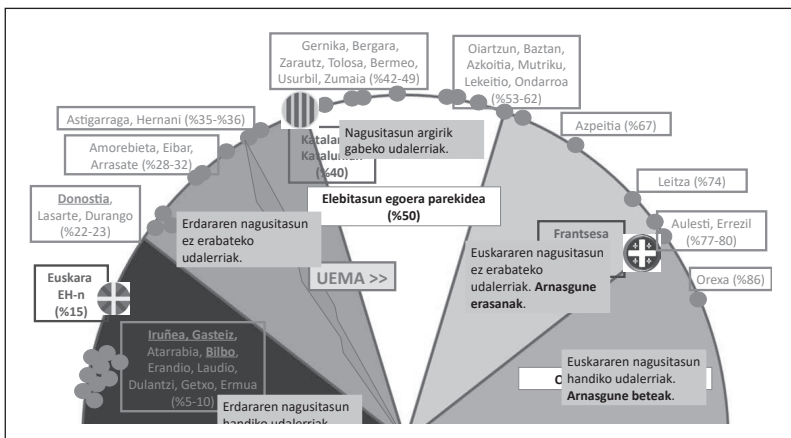 Gernika, Bergara,
Zarautz, Tolosa, Bermeo,
Usurbil, Zumaia (%42-49)
Oiartzun, Baztan,
Azkoitia, Mutriku,
Lekeitio, Ondarroa
(%53-62)
Astigarraga, Hernani (%35-%36)
Nagusitasun argirik
gabeko udalerriak.
Azpeitia (%67)
(%40)
Amorebieta, Eibar,
Arrasate (%28-32)
Leitza (%74)
Elebitasun egoera parekidea
(%50)
Donostia,
Lasarte, Durango
(%22-23)
Erdararen nagusitasun
ez erabateko
udalerriak.
Aulesti, Errezil
(%77-80)
Frantsesa
Euskararen nagusitasun
ez erabateko
udalerriak. Arnasgune
erasanak.
UEMA >>
Orexa (%86)
Euskara
EH-n
(%15)
Iruñea, Gasteiz,
Atarrabia, Bilbo,
Erandio, Laudio,
Dulantzi, Getxo, Ermua
(%5-10)
Euskararen nagusitasun
handiko udalerriak.
Arnasgune beteak.
Erdararen nagusitasun
handiko udalerriak